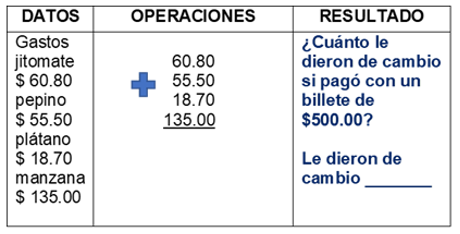 DATOS
OPERACIONES
RESULTADO
Gastos
jitomate
$ 60.80
pepino
$ 55.50
plátano
$ 18.70
manzana
$ 135.00
60.80
55.50
18.70
135.00
¿Cuánto le
dieron de cambio
si pagó con un
billete de
$500.00?
Le dieron de
cambio _______